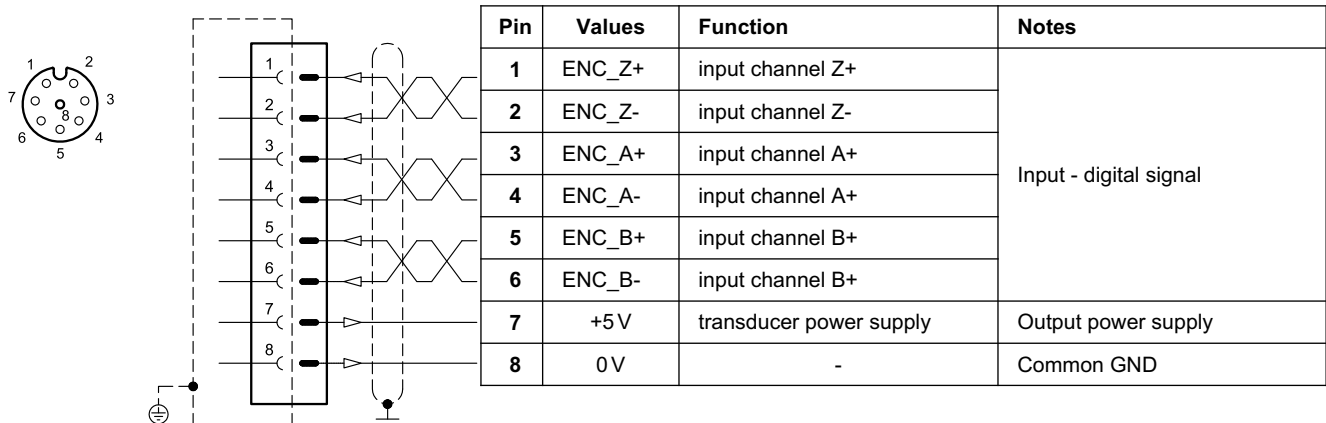 1 2
7 8 3
6 4
5
1
2
3
4
5
6
7
8
Pin Values Function Notes
1 ENC_Z+ input channel Z+
2 ENC_Z- input channel Z-
3 ENC_A+ input channel A+
Input - digital signal
4 ENC_A- input channel A+
5 ENC_B+ input channel B+
6 ENC_B- input channel B+
7 +5V transducer power supply Output power supply
8 0V - Common GND